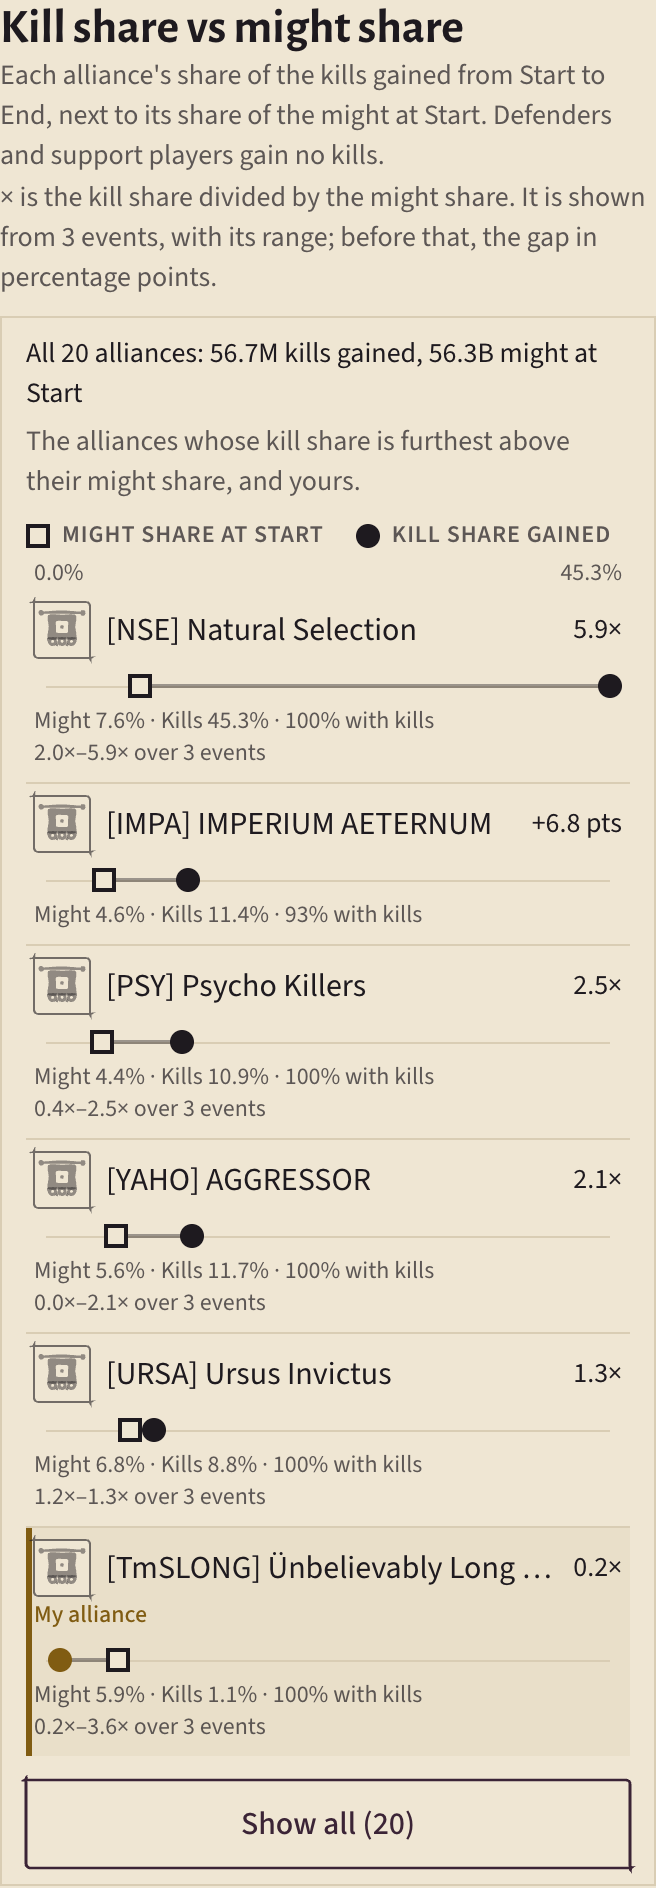 Kill share vs might share
Each alliance's share of the kills gained from Start to
End, next to its share of the might at Start. Defenders
and support players gain no kills.
× is the kill share divided by the might share. It is shown
from 3 events, with its range; before that, the gap in
percentage points.
All 20 alliances: 56.7M kills gained, 56.3B might at
Start
The alliances whose kill share is furthest above
their might share, and yours.
MIGHT SHARE AT START KILL SHARE GAINED
0.0% 45.3%
[NSE] Natural Selection 5.9×
Might 7.6% · Kills 45.3% · 100% with kills
2.0×–5.9× over 3 events
[IMPA] IMPERIUM AETERNUM +6.8 pts
Might 4.6% · Kills 11.4% · 93% with kills
[PSY] Psycho Killers 2.5×
Might 4.4% · Kills 10.9% · 100% with kills
0.4×–2.5× over 3 events
[YAHO] AGGRESSOR 2.1×
Might 5.6% · Kills 11.7% · 100% with kills
0.0×–2.1× over 3 events
[URSA] Ursus Invictus 1.3×
Might 6.8% · Kills 8.8% · 100% with kills
1.2×–1.3× over 3 events
[TmSLONG] Ünbelievably Long … 0.2×
My alliance
Might 5.9% · Kills 1.1% · 100% with kills
0.2×–3.6× over 3 events
Show all (20)